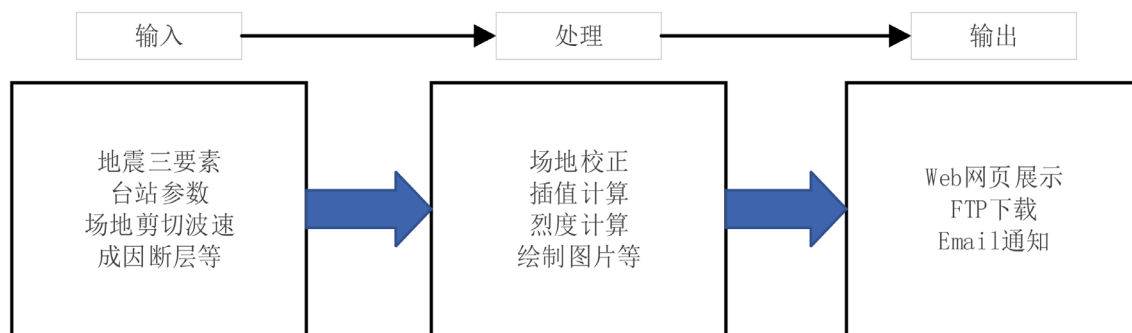 输入
处理
输出
地震三要素
台站参数
场地剪切波速
成因断层等
场地校正
插值计算
烈度计算
绘制图片等
Web网页展示
FTP下载
Email通知